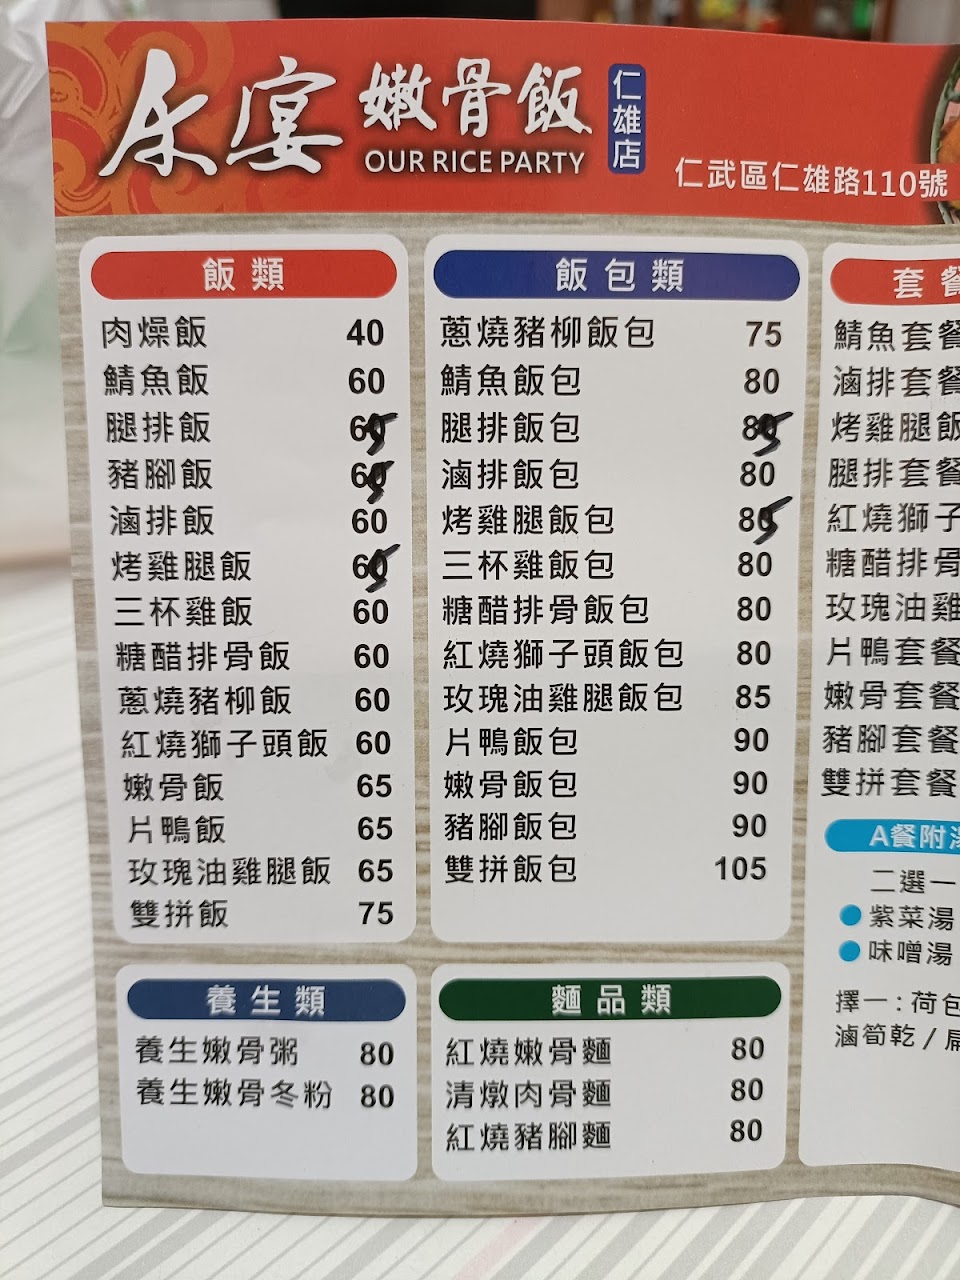 乐宴 嫩骨飯 仁雄店
OUR RICE PARTY
仁武區仁雄路110號
飯類
肉燥飯 40
鯖魚飯 60
腿排飯 65
豬腳飯 65
滷排飯 60
烤雞腿飯 65
三杯雞飯 60
糖醋排骨飯 60
蔥燒豬柳飯 60
紅燒獅子頭飯 60
嫩骨飯 65
片鴨飯 65
玫瑰油雞腿飯 65
雙拼飯 75
飯包類
蔥燒豬柳飯包 75
鯖魚飯包 80
腿排飯包 85
滷排飯包 80
烤雞腿飯包 85
三杯雞飯包 80
糖醋排骨飯包 80
紅燒獅子頭飯包 80
玫瑰油雞腿飯包 85
片鴨飯包 90
嫩骨飯包 90
豬腳飯包 90
雙拼飯包 105
養生類
養生嫩骨粥 80
養生嫩骨冬粉 80
麵品類
紅燒嫩骨麵 80
清燉肉骨麵 80
紅燒豬腳麵 80
套餐
鯖魚套餐
滷排套餐
烤雞腿飯
腿排套餐
紅燒獅子
糖醋排骨
玫瑰油雞
片鴨套餐
嫩骨套餐
豬腳套餐
雙拼套餐
A餐附湯
二選一
紫菜湯
味噌湯
擇一:荷包
滷筍乾/扁